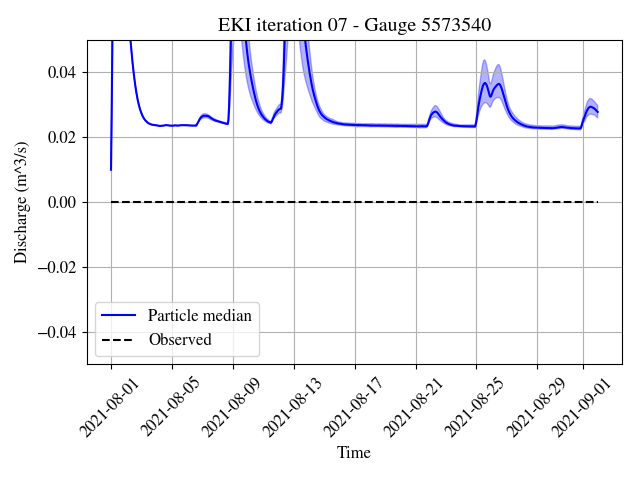 EKI iteration 07 - Gauge 5573540
0.04
0.02
0.00
−0.02
−0.04
Discharge (m^3/s)
Particle median
Observed
2021-08-01
2021-08-05
2021-08-09
2021-08-13
2021-08-17
2021-08-21
2021-08-25
2021-08-29
2021-09-01
Time